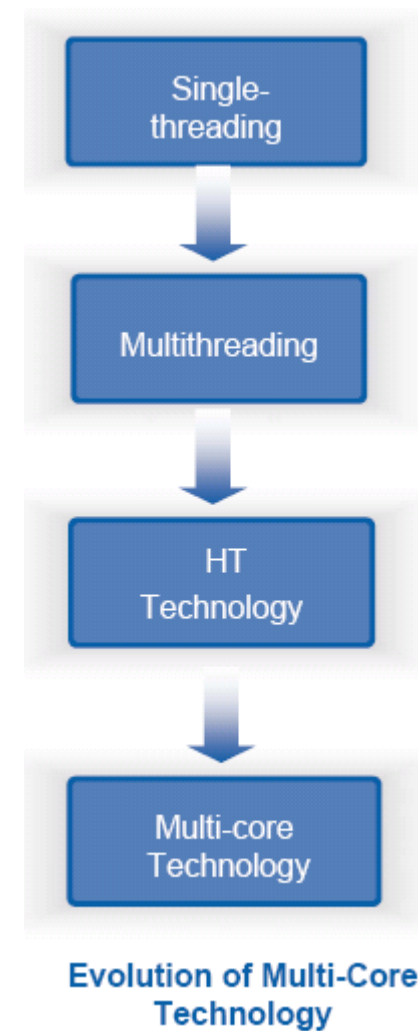 Single-
threading
Multithreading
HT
Technology
Multi-core
Technology
Evolution of Multi-Core
Technology